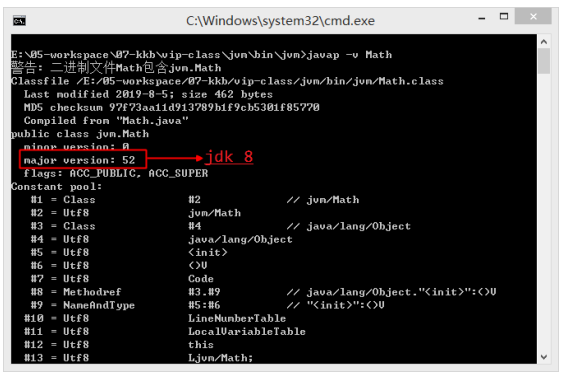 C:\Windows\system32\cmd.exe
E:\05-workspace\07-kkb\vip-class\jvm\bin\jvm>javap -v Math
警告: 二进制文件Math包含jvm.Math
Classfile /E:/05-workspace/07-kkb/vip-class/jvm/bin/jvm/Math.class
Last modified 2019-8-5; size 462 bytes
MD5 checksum 97f73aa11d913789b1f9cb5301f85770
Compiled from "Math.java"
public class jvm.Math
minor version: 0
major version: 52 jdk 8
flags: ACC_PUBLIC, ACC_SUPER
Constant pool:
#1 = Class #2 // jvm/Math
#2 = Utf8 jvm/Math
#3 = Class #4 // java/lang/Object
#4 = Utf8 java/lang/Object
#5 = Utf8 <init>
#6 = Utf8 ()V
#7 = Utf8 Code
#8 = Methodref #3.#9 // java/lang/Object."<init>":()V
#9 = NameAndType #5:#6 // "<init>":()V
#10 = Utf8 LineNumberTable
#11 = Utf8 LocalVariableTable
#12 = Utf8 this
#13 = Utf8 Ljvm/Math;